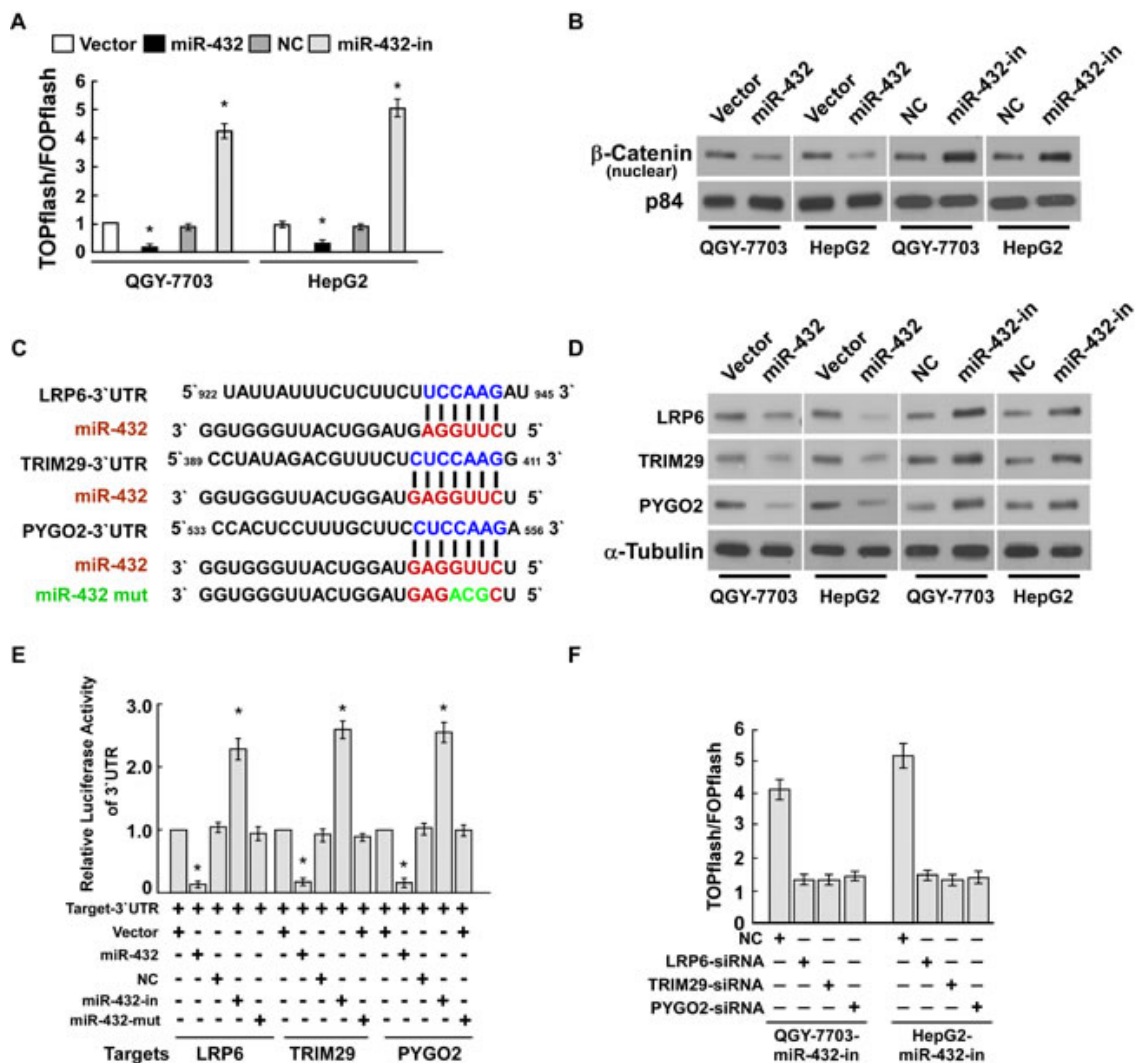 A
Vector miR-432 NC miR-432-in
TOPflash/FOPflash
6
5
4
3
2
1
0
* * * *
QGY-7703 HepG2
B
Vector miR-432 Vector miR-432 NC miR-432-in NC miR-432-in
β-Catenin
(nuclear)
p84
QGY-7703 HepG2 QGY-7703 HepG2
C
LRP6-3`UTR 5` 922 UAUUAUUUCUCUUCUUCCAAGAU 945 3`
miR-432 3` GGUGGGUUACUGGAUGAGGUUCU 5`
TRIM29-3`UTR 5` 389 CCUAUAGACGUUUCUCUCCAAGG 411 3`
miR-432 3` GGUGGGUUACUGGAUGAGGUUCU 5`
PYGO2-3`UTR 5` 533 CCACUCCUUUGCUUCCUCCAAGA 556 3`
miR-432 3` GGUGGGUUACUGGAUGAGGUUCU 5`
miR-432 mut 3` GGUGGGUUACUGGAUGAGACGCU 5`
D
Vector miR-432 Vector miR-432 NC miR-432-in NC miR-432-in
LRP6
TRIM29
PYGO2
α-Tubulin
QGY-7703 HepG2 QGY-7703 HepG2
E
Relative Luciferase Activity
of 3`UTR
3.0
2.0
1.0
0
* * * * * *
Target-3`UTR + + + + + + + + + + + + + + +
Vector + - - - - + - - - + + - - - +
miR-432 - + - - - - + - - - - + - - -
NC - - + - - - - + - - - - + - -
miR-432-in - - - + - - - - + - - - - + -
miR-432-mut - - - - + - - - - + - - - - -
Targets LRP6 TRIM29 PYGO2
F
TOPflash/FOPflash
6
5
4
3
2
1
0
NC + − − − + − − −
LRP6-siRNA − + − − − + − −
TRIM29-siRNA − − + − − − + −
PYGO2-siRNA − − − + − − − +
QGY-7703- HepG2-
miR-432-in miR-432-in